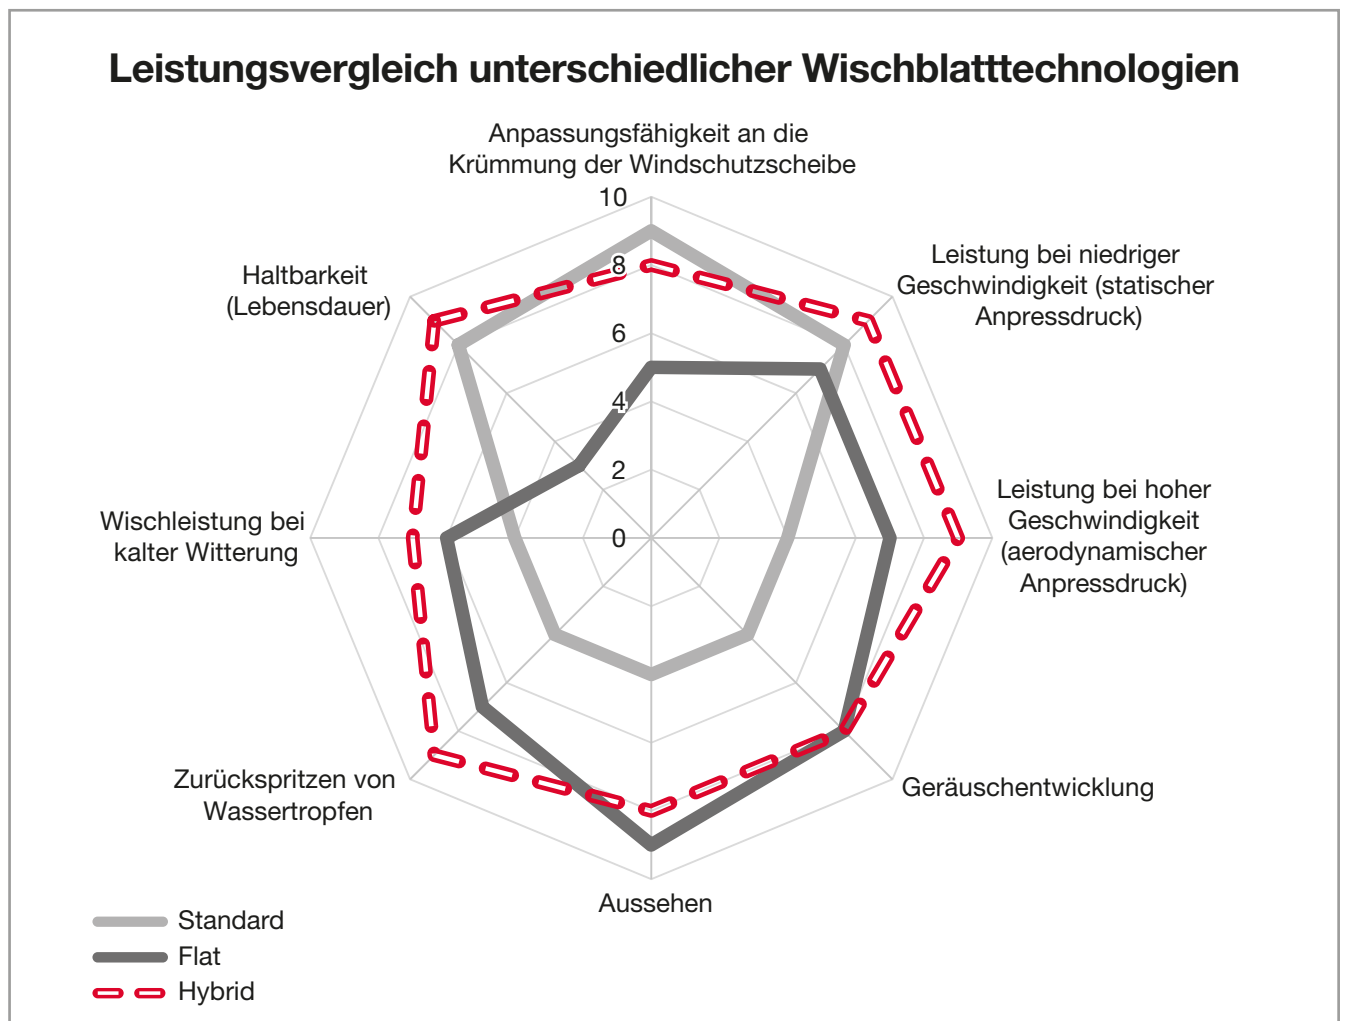 Leistungsvergleich unterschiedlicher Wischblatttechnologien
Anpassungsfähigkeit an die
Krümmung der Windschutzscheibe
10
8
6
4
2
0
Leistung bei niedriger
Geschwindigkeit (statischer
Anpressdruck)
Leistung bei hoher
Geschwindigkeit
(aerodynamischer
Anpressdruck)
Geräuschentwicklung
Aussehen
Zurückspritzen von
Wassertropfen
Wischleistung bei
kalter Witterung
Haltbarkeit
(Lebensdauer)
Standard
Flat
Hybrid